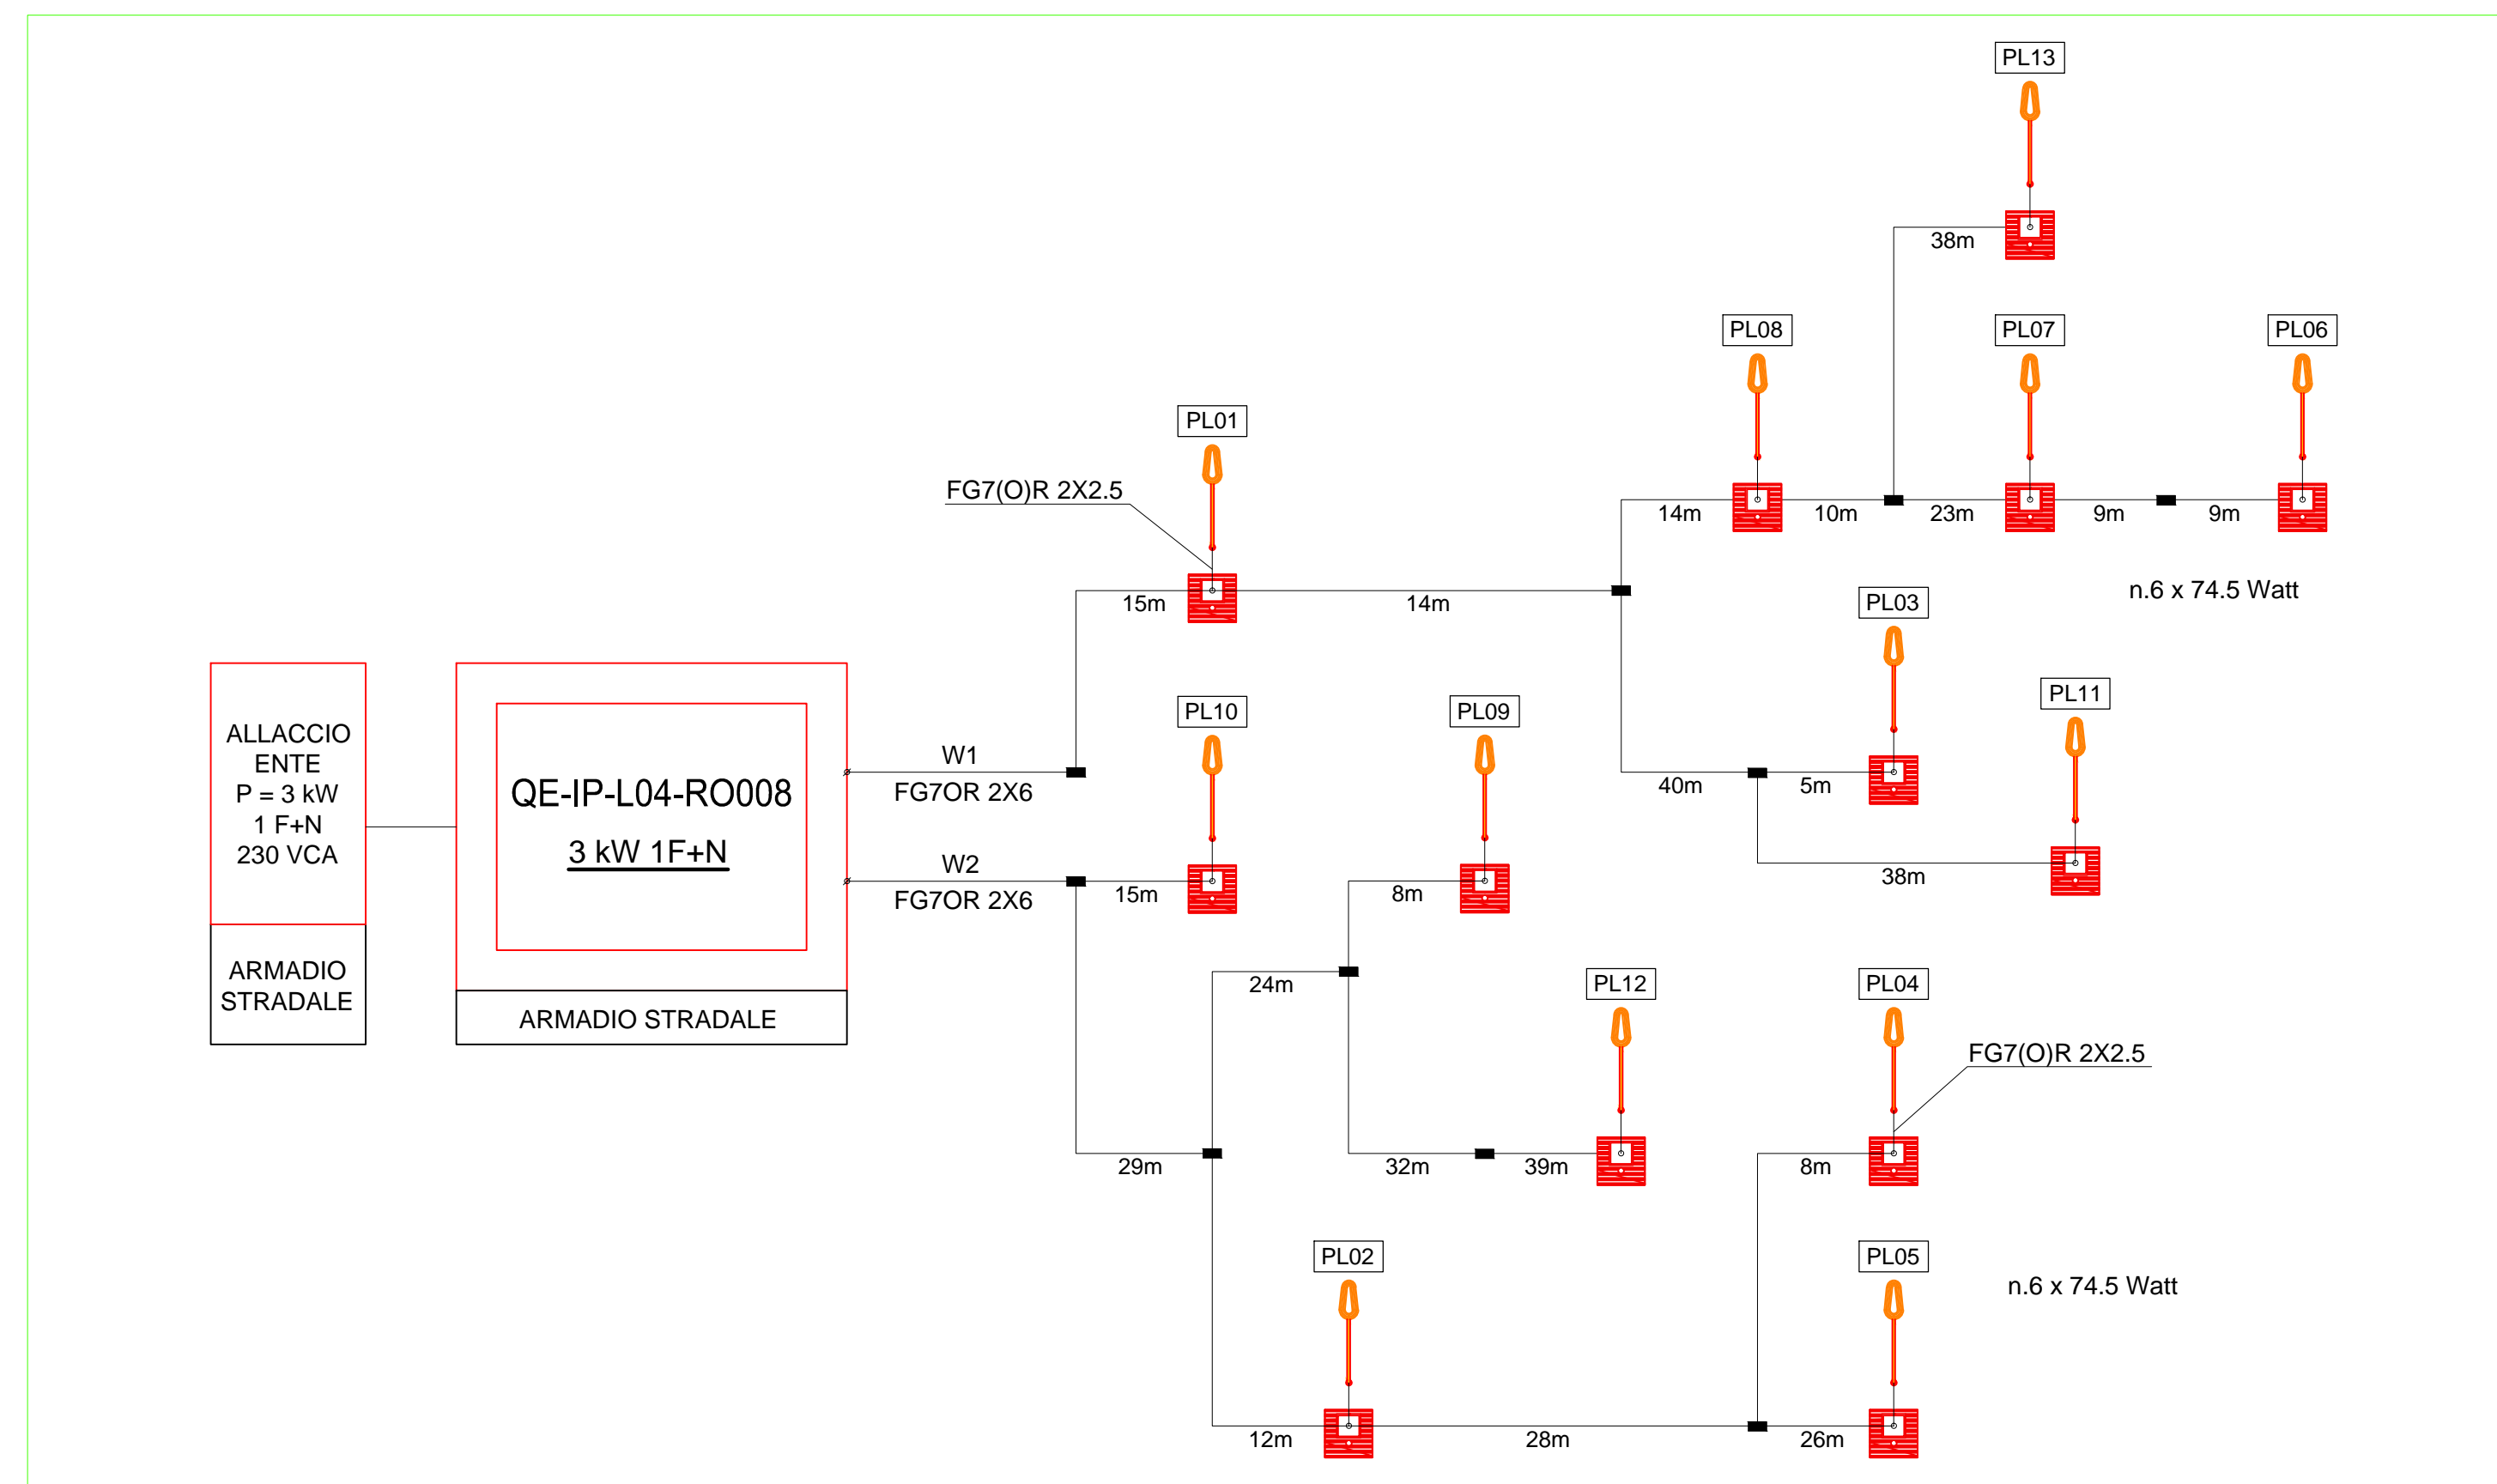 PL13
PL08
PL07
PL06
PL01
38m
FG7(O)R 2X2.5
14m
10m
23m
9m
9m
15m
14m
n.6 x 74.5 Watt
PL03
PL11
PL10
PL09
ALLACCIO
ENTE
P = 3 kW
1 F+N
230 VCA
QE-IP-L04-RO008
3 kW 1F+N
W1
FG7OR 2X6
40m
5m
38m
W2
FG7OR 2X6
15m
8m
ARMADIO
STRADALE
ARMADIO STRADALE
24m
PL12
PL04
FG7(O)R 2X2.5
29m
32m
39m
8m
PL02
PL05
n.6 x 74.5 Watt
12m
28m
26m